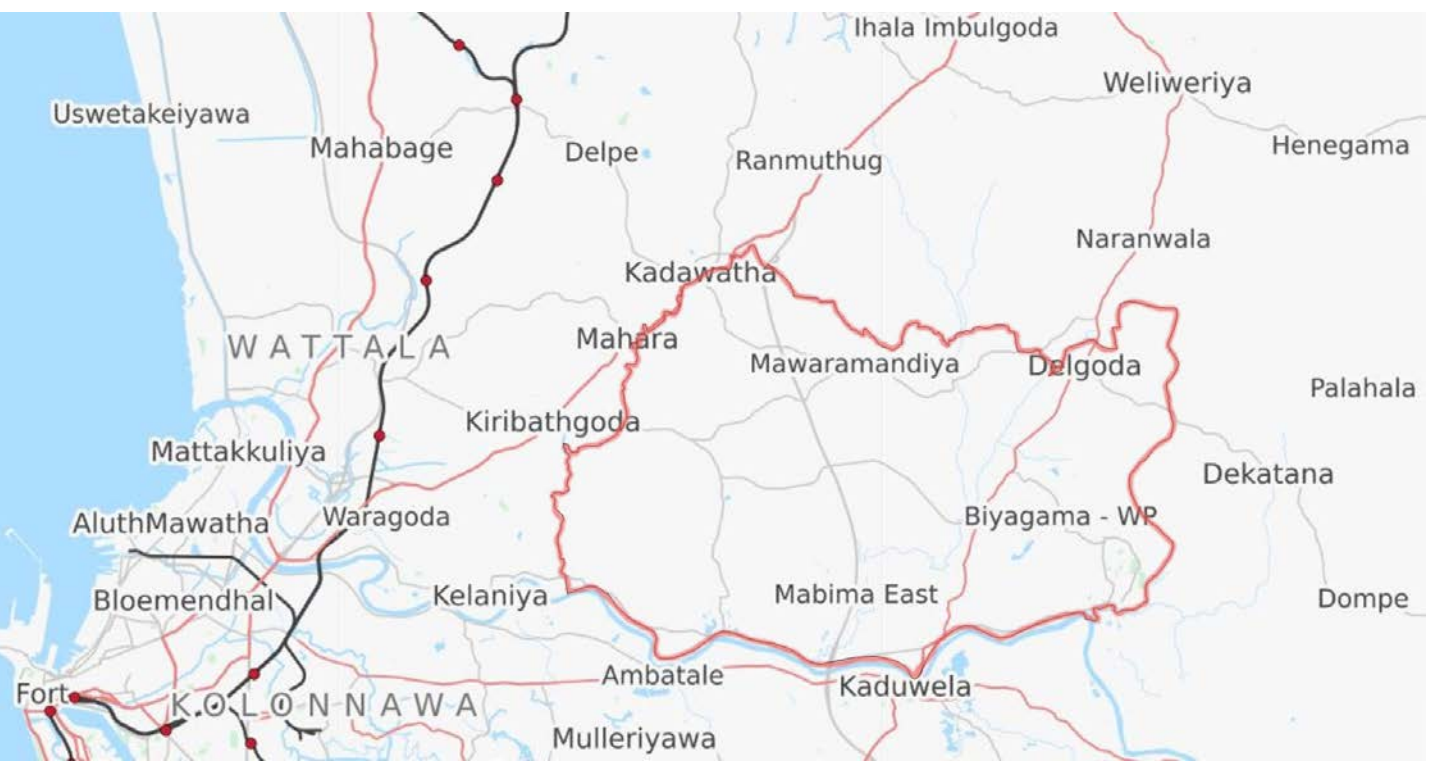 Ihala Imbulgoda
Weliweriya
Uswetakeiyawa
Mahabage
Delpe
Ranmuthug
Henegama
Naranwala
Kadawatha
WATTALA
Mahara
Mawaramandiya
Delgoda
Palahala
Kiribathgoda
Mattakkuliya
Dekatana
AluthMawatha
Waragoda
Biyagama - WP
Bloemendhal
Kelaniya
Mabima East
Dompe
Ambatale
Kaduwela
Fort
KOLONNAWA
Mulleriyawa